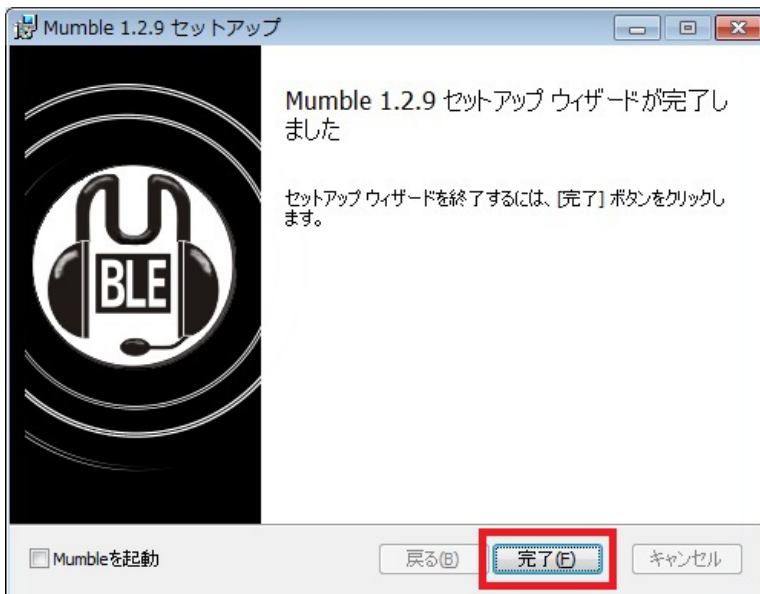 Mumble 1.2.9 セットアップ
Mumble 1.2.9 セットアップ ウィザードが完了し
ました
セットアップ ウィザードを終了するには、[完了] ボタンをクリックし
ます。
BLE
Mumbleを起動
戻る(B)
完了(F)
キャンセル